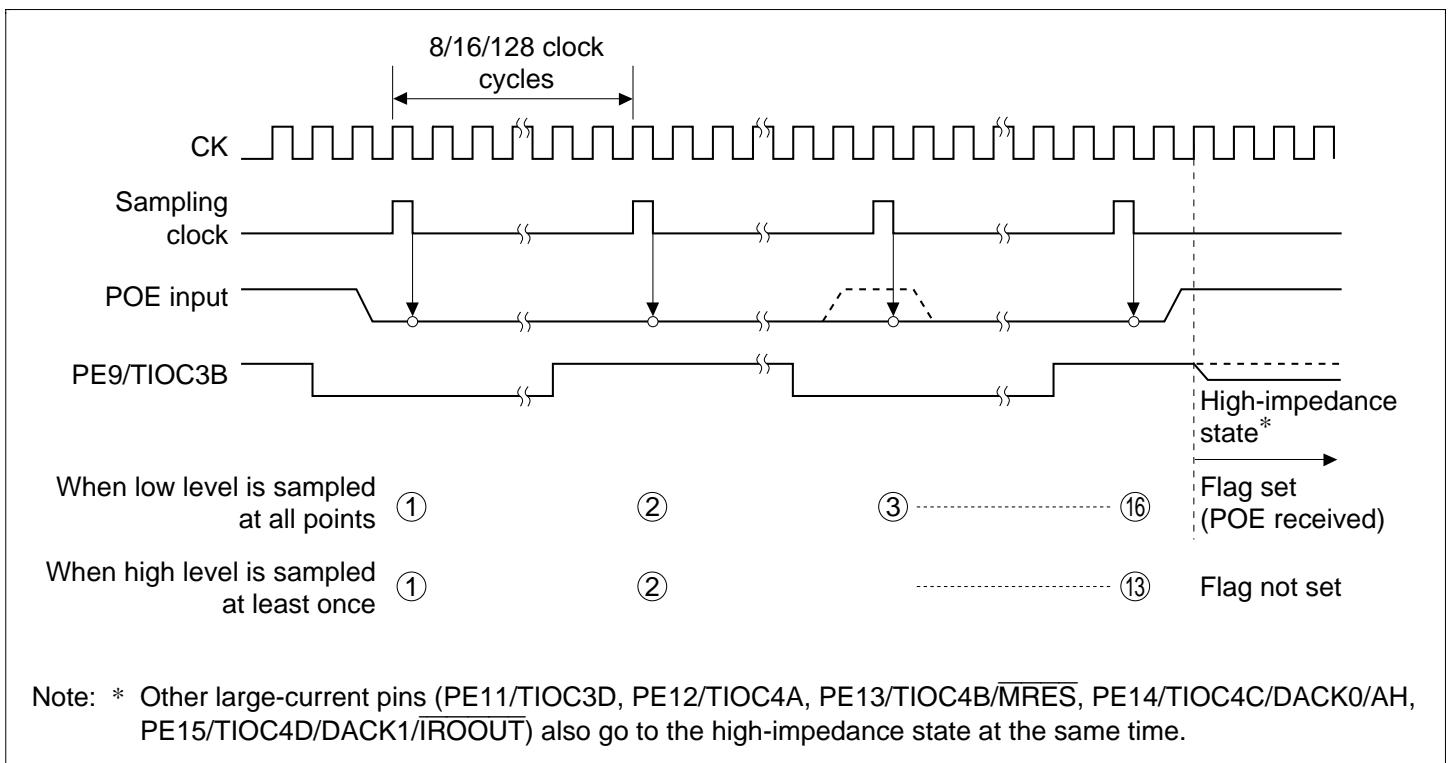 8/16/128 clock
cycles
CK
Sampling
clock
POE input
PE9/TIOC3B
High-impedance
state*
When low level is sampled
at all points
① ② ③ ⑯
Flag set
(POE received)
When high level is sampled
at least once
① ② ⑬
Flag not set
Note: * Other large-current pins (PE11/TIOC3D, PE12/TIOC4A, PE13/TIOC4B/MRES, PE14/TIOC4C/DACK0/AH,
PE15/TIOC4D/DACK1/IROOUT) also go to the high-impedance state at the same time.